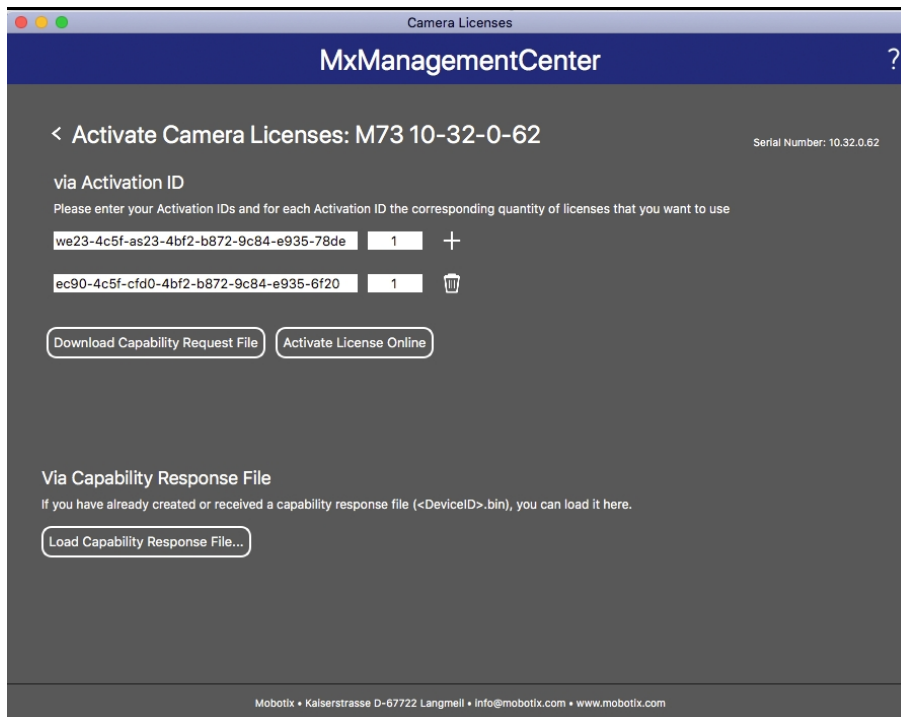 Camera Licenses
MxManagementCenter
?
< Activate Camera Licenses: M73 10-32-0-62
Serial Number: 10.32.0.62
via Activation ID
Please enter your Activation IDs and for each Activation ID the corresponding quantity of licenses that you want to use
we23-4c5f-as23-4bf2-b872-9c84-e935-78de 1 +
ec90-4c5f-cfd0-4bf2-b872-9c84-e935-6f20 1
Download Capability Request File Activate License Online
Via Capability Response File
If you have already created or received a capability response file (<DeviceID>.bin), you can load it here.
Load Capability Response File...
Mobotix • Kaiserstrasse D-67722 Langmeil • info@mobotix.com • www.mobotix.com